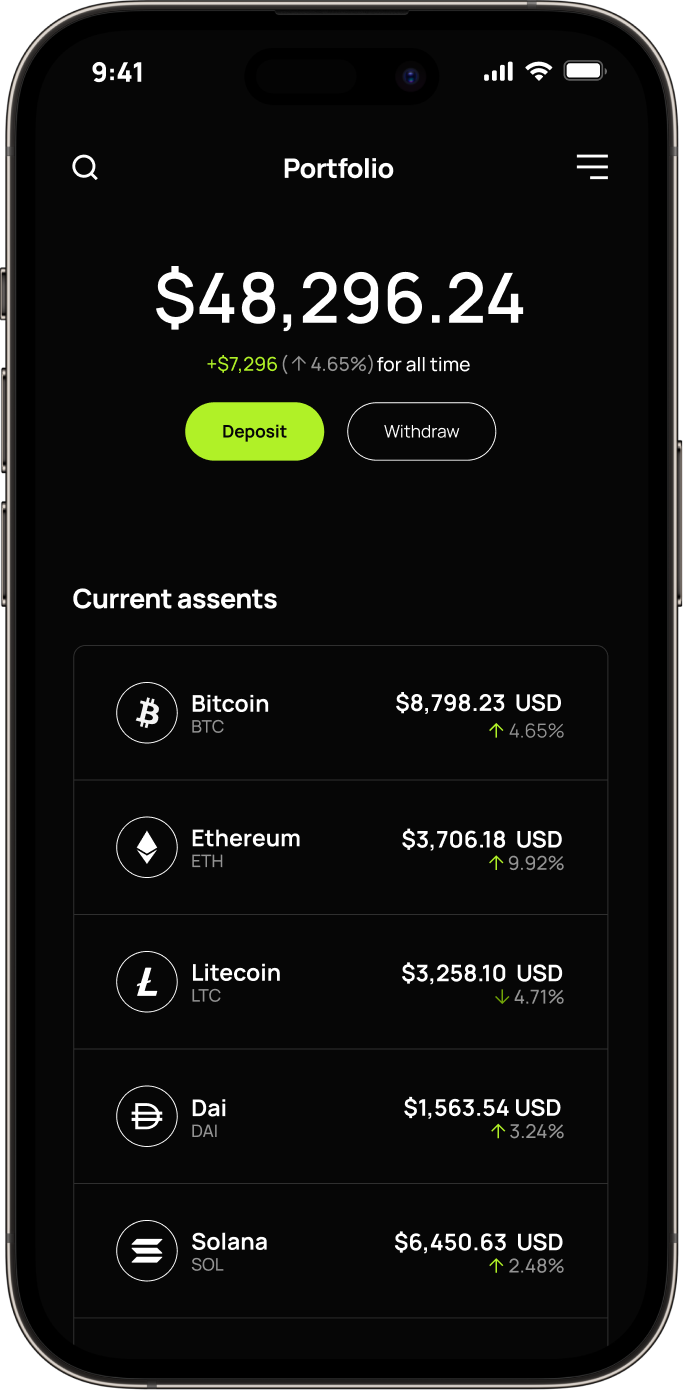 9:41
Portfolio
$48,296.24
+$7,296 (↑ 4.65%) for all time
Deposit Withdraw
Current assents
Bitcoin $8,798.23 USD
BTC ↑ 4.65%
Ethereum $3,706.18 USD
ETH ↑ 9.92%
Litecoin $3,258.10 USD
LTC ↓ 4.71%
Dai $1,563.54 USD
DAI ↑ 3.24%
Solana $6,450.63 USD
SOL ↑ 2.48%